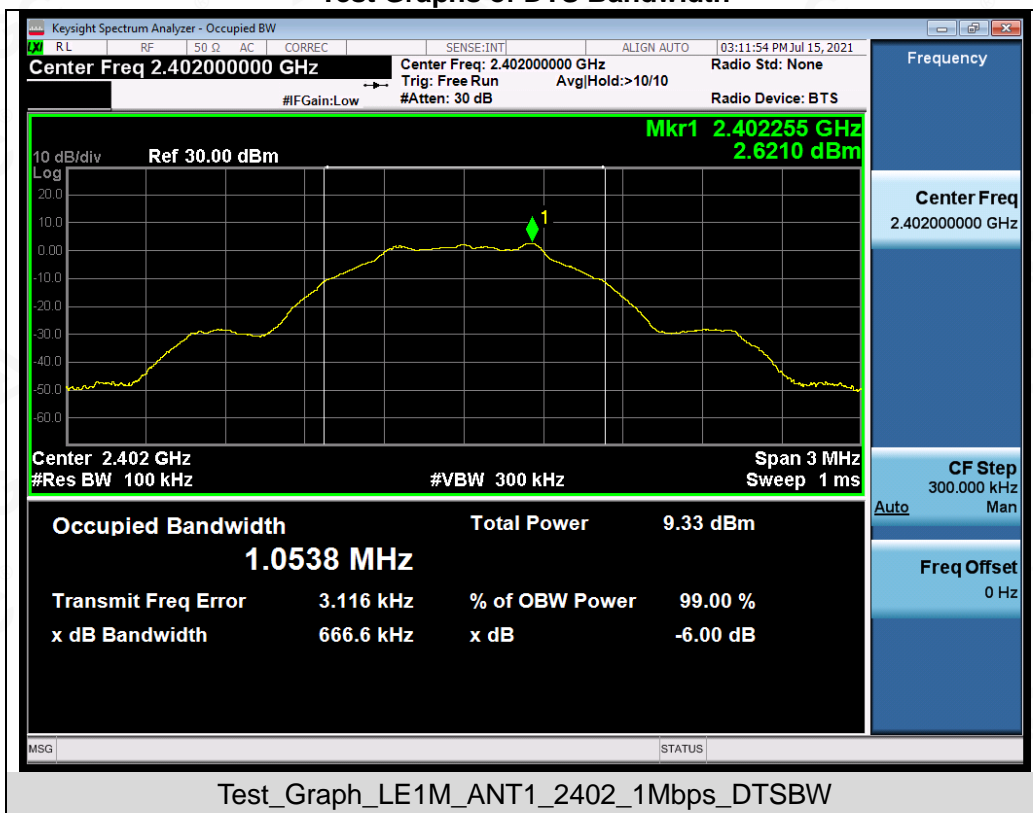 Test Graphs of DTS Bandwidth
Keysight Spectrum Analyzer - Occupied BW
LXI RL RF 50 Ω AC CORREC SENSE:INT ALIGN AUTO 03:11:54 PM Jul 15, 2021
Center Freq 2.402000000 GHz
Center Freq: 2.402000000 GHz Radio Std: None
Trig: Free Run Avg|Hold:>10/10
#IFGain:Low #Atten: 30 dB Radio Device: BTS
Frequency
Mkr1 2.402255 GHz
2.6210 dBm
10 dB/div Ref 30.00 dBm
Log
20.0
10.0
0.00
-10.0
-20.0
-30.0
-40.0
-50.0
-60.0
1
Center 2.402 GHz Span 3 MHz
#Res BW 100 kHz #VBW 300 kHz Sweep 1 ms
Center Freq
2.402000000 GHz
CF Step
300.000 kHz
Auto Man
Freq Offset
0 Hz
Occupied Bandwidth Total Power 9.33 dBm
1.0538 MHz
Transmit Freq Error 3.116 kHz % of OBW Power 99.00 %
x dB Bandwidth 666.6 kHz x dB -6.00 dB
MSG STATUS
Test_Graph_LE1M_ANT1_2402_1Mbps_DTSBW